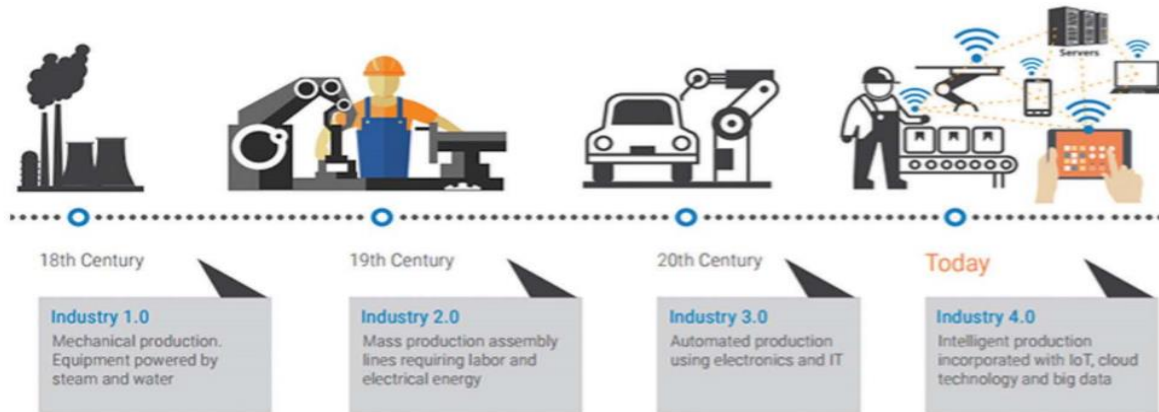 Servers
18th Century
Industry 1.0
Mechanical production.
Equipment powered by
steam and water
19th Century
Industry 2.0
Mass production assembly
lines requiring labor and
electrical energy
20th Century
Industry 3.0
Automated production
using electronics and IT
Today
Industry 4.0
Intelligent production
incorporated with IoT, cloud
technology and big data